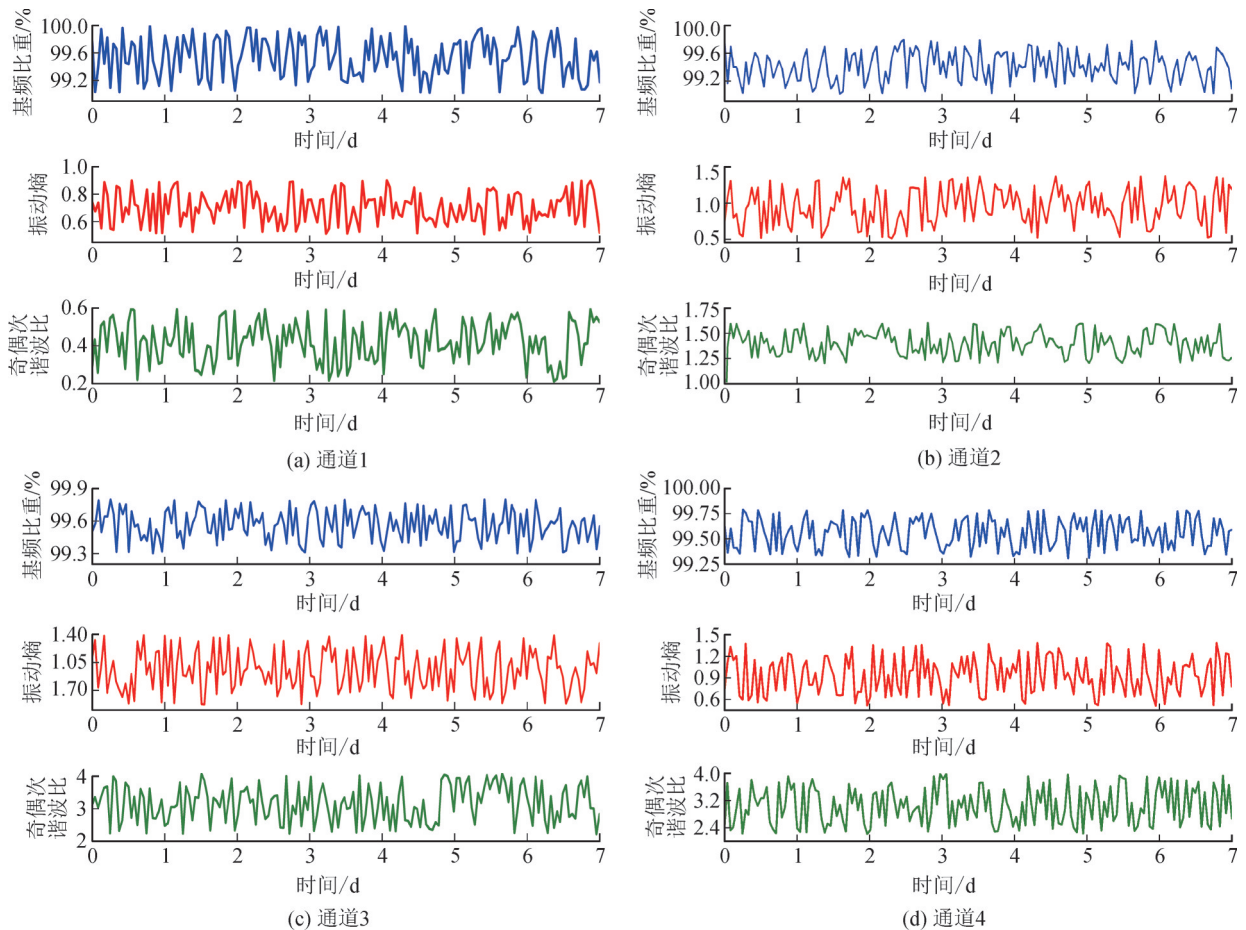 基频比重/%
100.0
99.6
99.2
0 1 2 3 4 5 6 7
时间/d
振动熵
1.0
0.8
0.6
0 1 2 3 4 5 6 7
时间/d
奇偶次
谐波比
0.6
0.4
0.2
0 1 2 3 4 5 6 7
时间/d
(a) 通道1
基频比重/%
100.0
99.6
99.2
0 1 2 3 4 5 6 7
时间/d
振动熵
1.5
1.0
0.5
0 1 2 3 4 5 6 7
时间/d
奇偶次
谐波比
1.75
1.50
1.25
1.00
0 1 2 3 4 5 6 7
时间/d
(b) 通道2
基频比重/%
99.9
99.6
99.3
0 1 2 3 4 5 6 7
时间/d
振动熵
1.40
1.05
1.70
0 1 2 3 4 5 6 7
时间/d
奇偶次
谐波比
4
3
2
0 1 2 3 4 5 6 7
时间/d
(c) 通道3
基频比重/%
100.00
99.75
99.50
99.25
0 1 2 3 4 5 6 7
时间/d
振动熵
1.5
1.2
0.9
0.6
0 1 2 3 4 5 6 7
时间/d
奇偶次
谐波比
4.0
3.2
2.4
0 1 2 3 4 5 6 7
时间/d
(d) 通道4